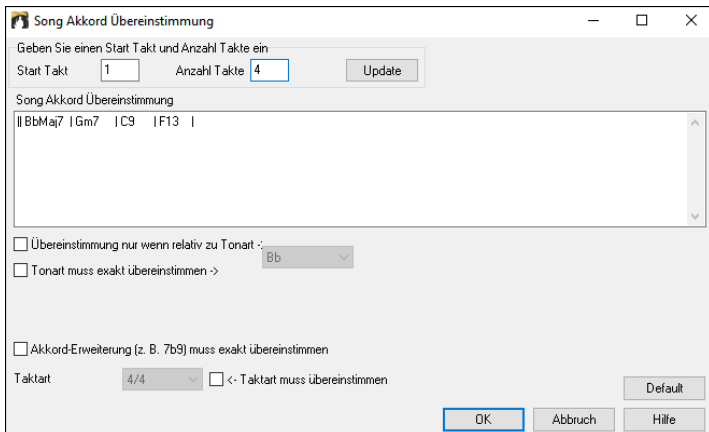 Song Akkord Übereinstimmung
Geben Sie einen Start Takt und Anzahl Takte ein
Start Takt 1 Anzahl Takte 4 Update
Song Akkord Übereinstimmung
||BbMaj7 |Gm7 |C9 |F13 |
Übereinstimmung nur wenn relativ zu Tonart -:
Bb
Tonart muss exakt übereinstimmen ->
Akkord-Erweiterung (z. B. 7b9) muss exakt übereinstimmen
Taktart 4/4 <- Taktart muss übereinstimmen
Default
OK Abbruch Hilfe